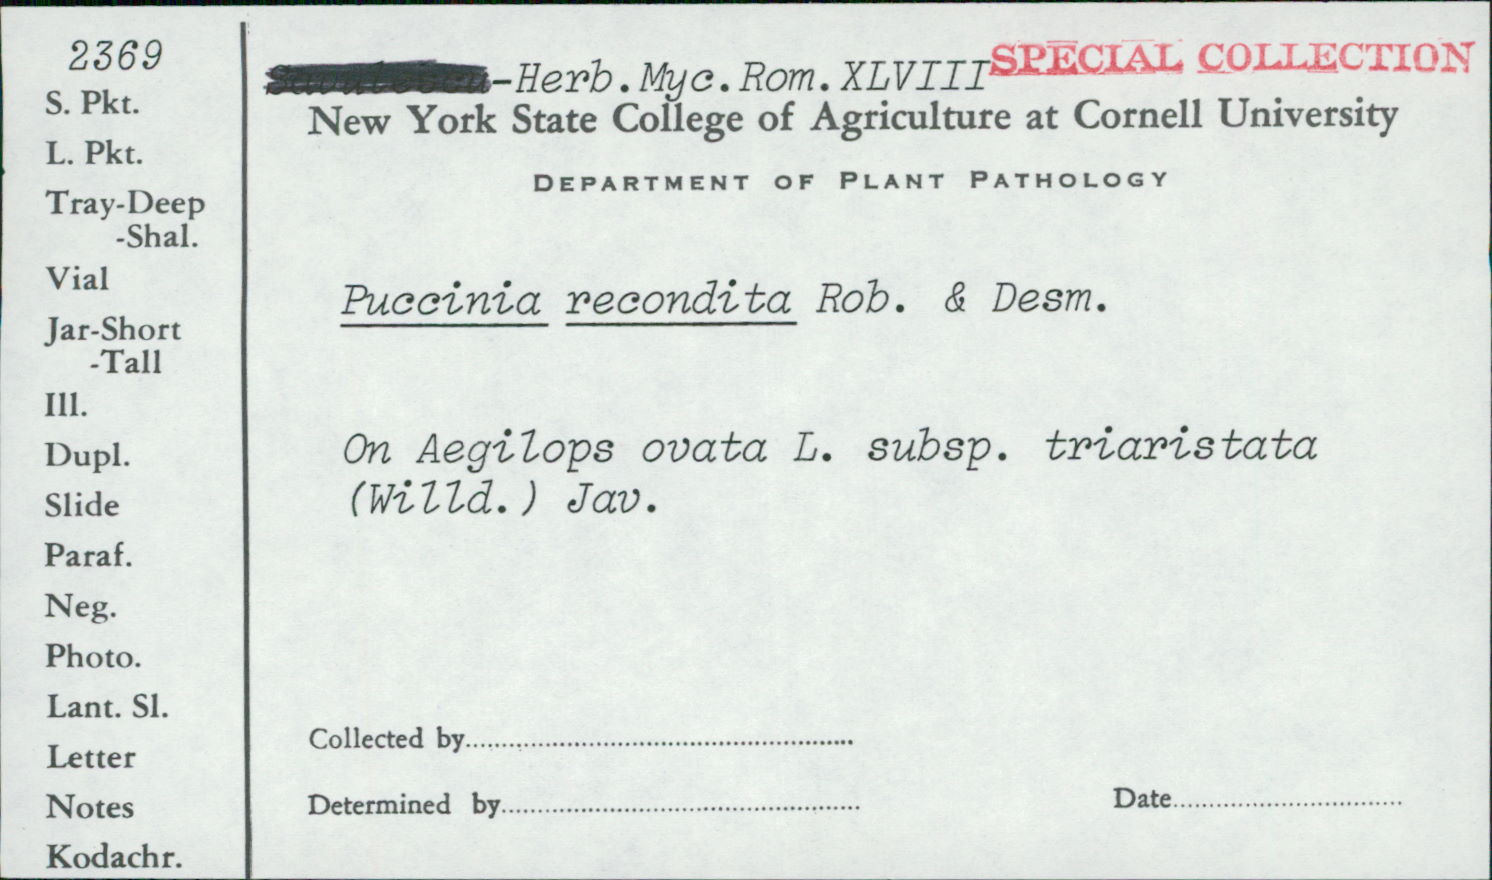 2369
S. Pkt.
L. Pkt.
Tray-Deep
-Shal.
Vial
Jar-Short
-Tall
Ill.
Dupl.
Slide
Paraf.
Neg.
Photo.
Lant. Sl.
Letter
Notes
Kodachr.
-Herb.Myc.Rom.XLVIII SPECIAL COLLECTION
New York State College of Agriculture at Cornell University
DEPARTMENT OF PLANT PATHOLOGY
Puccinia recondita Rob. & Desm.
On Aegilops ovata L. subsp. triaristata
(Willd.) Jav.
Collected by
Determined by
Date